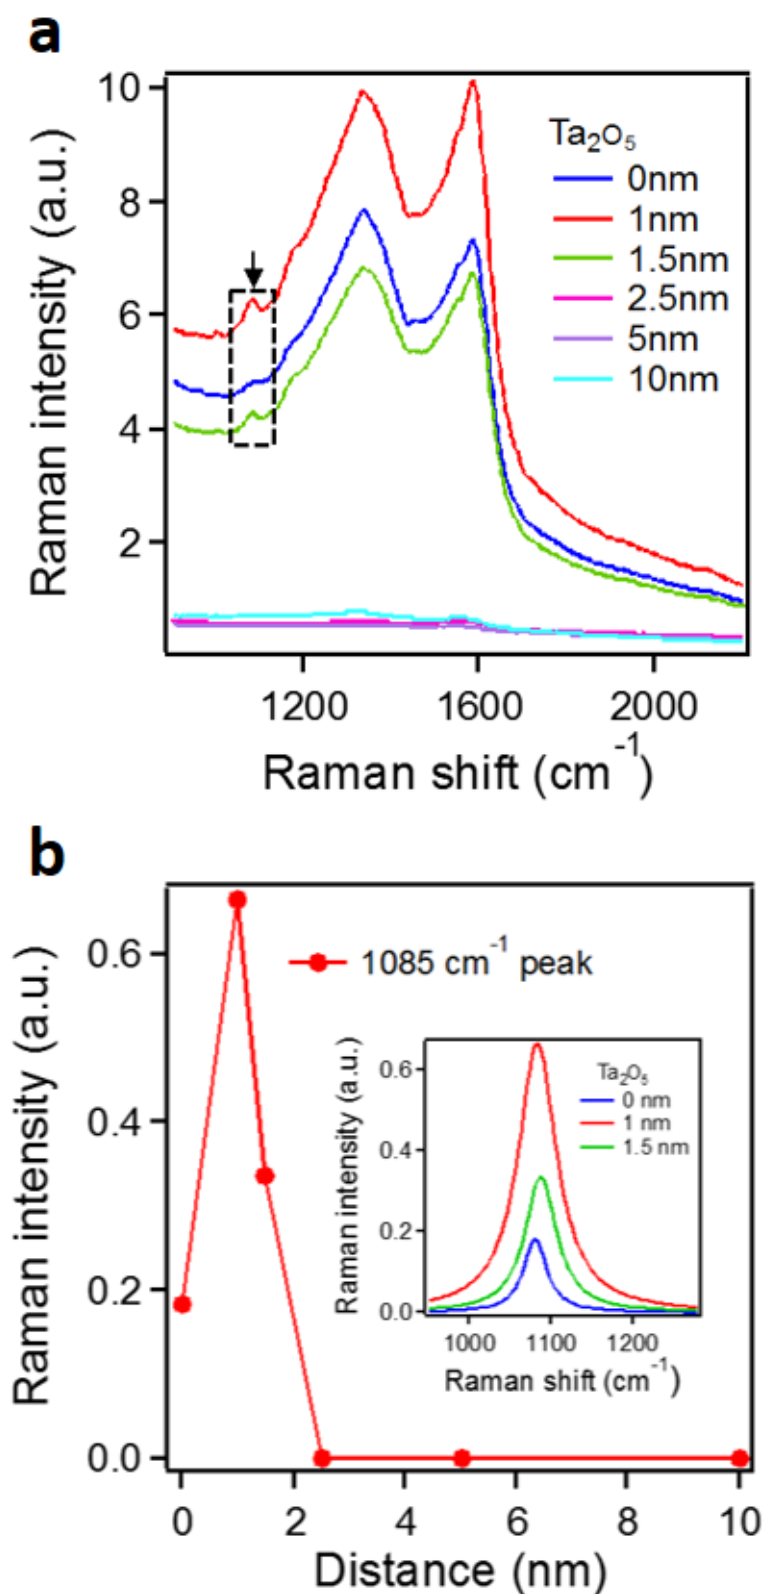 a
Raman intensity (a.u.)
10
8
6
4
2
Ta₂O₅
0nm
1nm
1.5nm
2.5nm
5nm
10nm
1200 1600 2000
Raman shift (cm⁻¹)
b
Raman intensity (a.u.)
0.6
0.4
0.2
0.0
1085 cm⁻¹ peak
Raman intensity (a.u.)
0.6
0.4
0.2
0.0
Ta₂O₅
0 nm
1 nm
1.5 nm
1000 1100 1200
Raman shift (cm⁻¹)
0 2 4 6 8 10
Distance (nm)